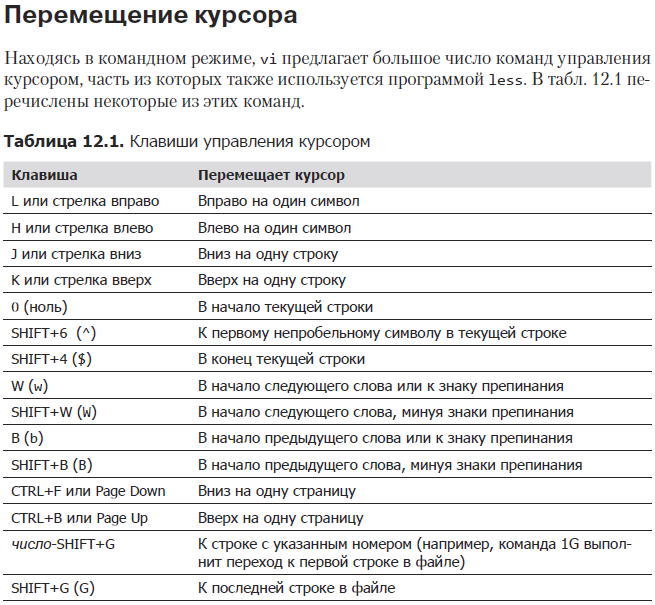 Перемещение курсора
Находясь в командном режиме, vi предлагает большое число команд управления
курсором, часть из которых также используется программой less. В табл. 12.1 пе-
речислены некоторые из этих команд.
Таблица 12.1. Клавиши управления курсором
Клавиша Перемещает курсор
L или стрелка вправо Вправо на один символ
H или стрелка влево Влево на один символ
J или стрелка вниз Вниз на одну строку
K или стрелка вверх Вверх на одну строку
0 (ноль) В начало текущей строки
SHIFT+6 (^) К первому непробельному символу в текущей строке
SHIFT+4 ($) В конец текущей строки
W (w) В начало следующего слова или к знаку препинания
SHIFT+W (W) В начало следующего слова, минуя знаки препинания
B (b) В начало предыдущего слова или к знаку препинания
SHIFT+B (B) В начало предыдущего слова, минуя знаки препинания
CTRL+F или Page Down Вниз на одну страницу
CTRL+B или Page Up Вверх на одну страницу
число-SHIFT+G К строке с указанным номером (например, команда 1G выпол-
нит переход к первой строке в файле)
SHIFT+G (G) К последней строке в файле